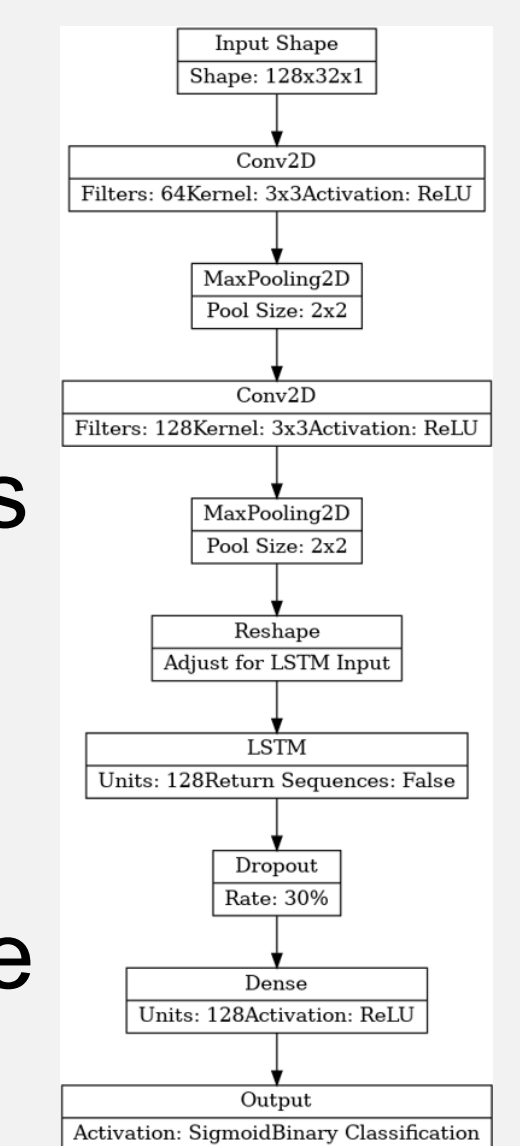 Input Shape
Shape: 128x32x1
Conv2D
Filters: 64Kernel: 3x3Activation: ReLU
MaxPooling2D
Pool Size: 2x2
Conv2D
Filters: 128Kernel: 3x3Activation: ReLU
s
MaxPooling2D
Pool Size: 2x2
Reshape
Adjust for LSTM Input
LSTM
Units: 128Return Sequences: False
Dropout
Rate: 30%
e
Dense
Units: 128Activation: ReLU
Output
Activation: SigmoidBinary Classification